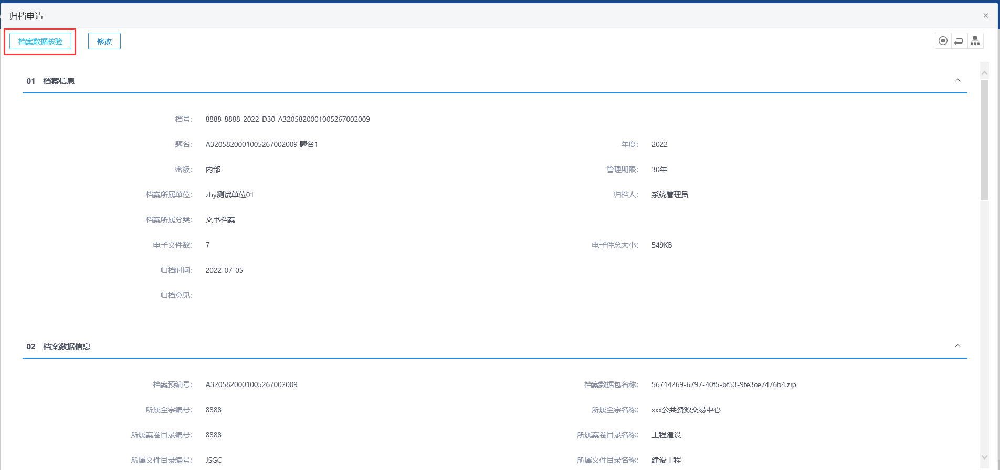 归档申请
档案数据核验 修改
01 档案信息
档号： 8888-8888-2022-D30-A3205820001005267002009
题名： A3205820001005267002009 题名1 年度： 2022
密级： 内部 管理期限： 30年
档案所属单位： zhy测试单位01 归档人： 系统管理员
档案所属分类： 文书档案
电子文件数： 7 电子件总大小： 549KB
归档时间： 2022-07-05
归档意见：
02 档案数据信息
档案预编号： A3205820001005267002009 档案数据包名称： 56714269-6797-40f5-bf53-9fe3ce7476b4.zip
所属全宗编号： 8888 所属全宗名称： xxx公共资源交易中心
所属案卷目录编号： 8888 所属案卷目录名称： 工程建设
所属文件目录编号： JSGC 所属文件目录名称： 建设工程